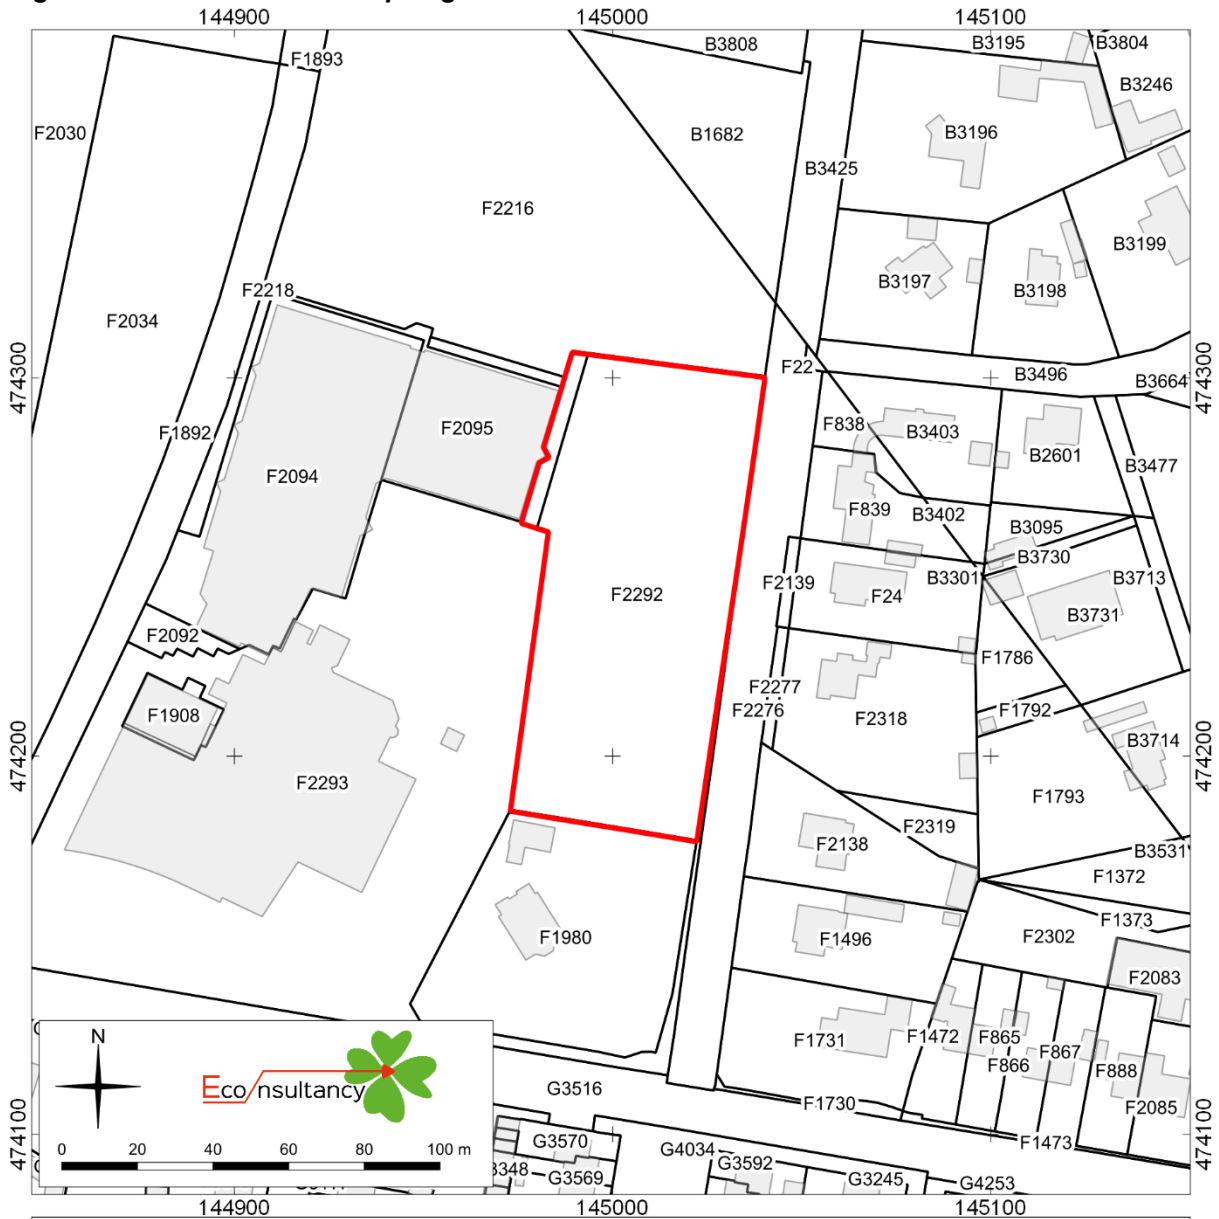 144900 145000 145100
F1893 B3808 B3195 B3804
B3246
F2030 B1682 B3196
B3425
F2216
B3199
F2218 B3197 B3198
F2034
474300 F22 B3496 B3664 474300
F1892 F2095 F838 B3403 B2601 B3477
F2094
F839 B3402 B3095
B3730
F2292 F2139 F24 B3301 B3713
B3731
F2092 F1786
F2277
F1908 F2276 F2318 F1792
B3714
474200 F2293 F1793 474200
F2319
F2138 B3531
F1372
F1373
F1980 F1496 F2302
F2083
N F1731 F1472 F865 F867
F866 F888
Econsultancy G3516 F1730 F2085
474100 G3570 G4034 F1473 474100
0 20 40 60 80 100 m
G3592
G3569 G3245 G4253
144900 145000 145100